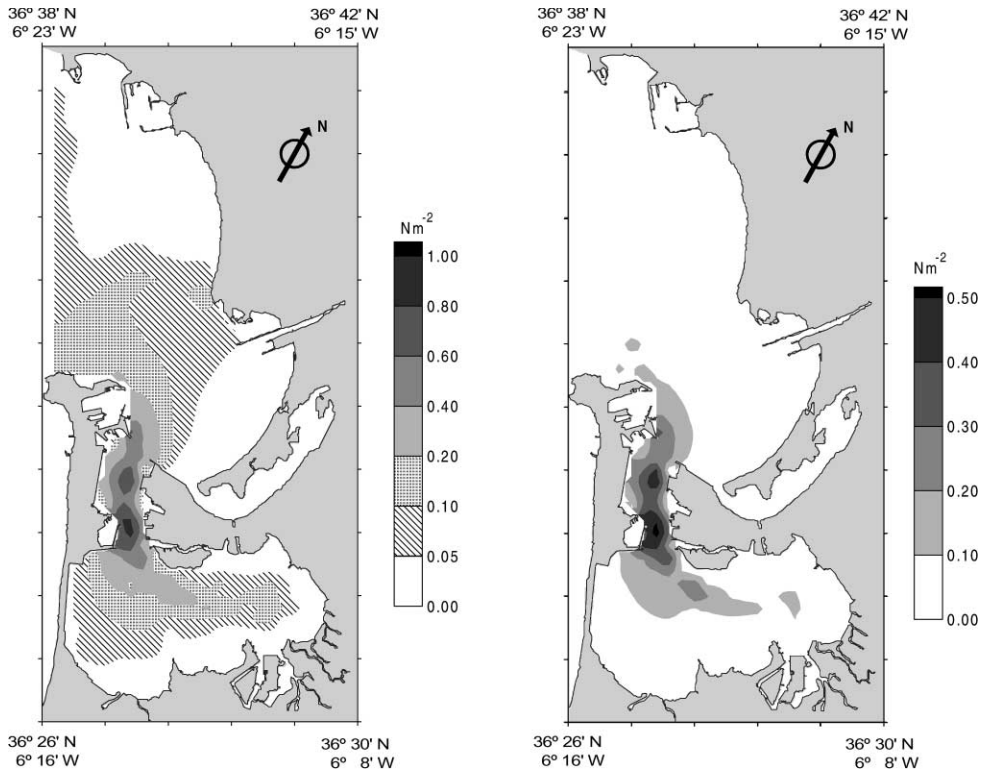 36º 38' N
6º 23' W
36º 42' N
6º 15' W
N
Nm-2
1.00
0.80
0.60
0.40
0.20
0.10
0.05
0.00
36º 26' N
6º 16' W
36º 30' N
6º 8' W
36º 38' N
6º 23' W
36º 42' N
6º 15' W
N
Nm-2
0.50
0.40
0.30
0.20
0.10
0.00
36º 26' N
6º 16' W
36º 30' N
6º 8' W